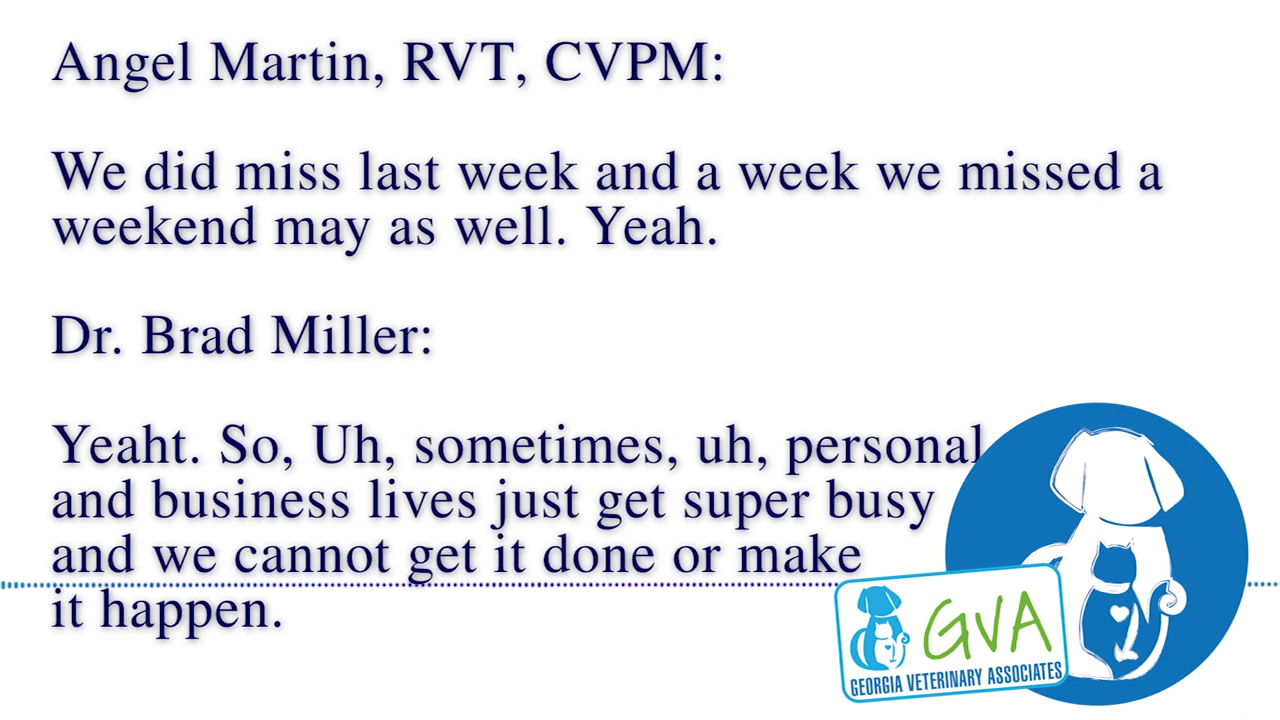 Angel Martin, RVT, CVPM:
We did miss last week and a week we missed a
weekend may as well. Yeah.
Dr. Brad Miller:
Yeaht. So, Uh, sometimes, uh, personal
and business lives just get super busy
and we cannot get it done or make
it happen.
GVA
GEORGIA VETERINARY ASSOCIATES